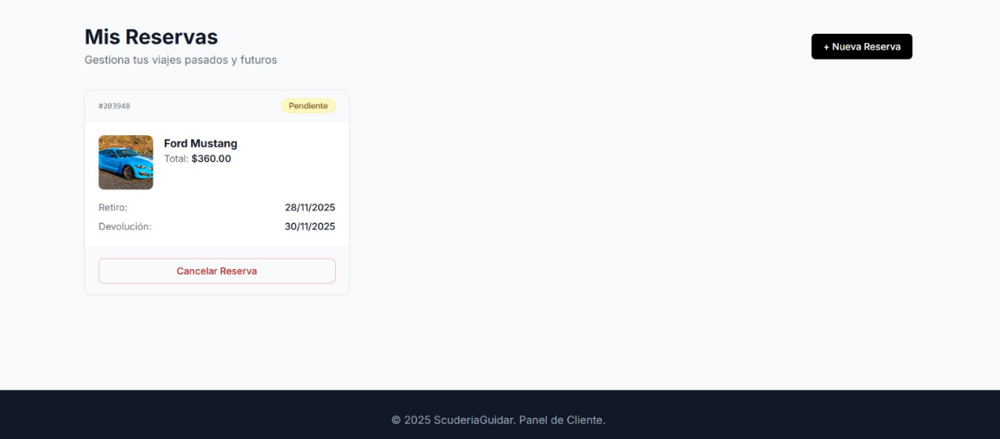 Mis Reservas
Gestiona tus viajes pasados y futuros
+ Nueva Reserva
#203948
Pendiente
Ford Mustang
Total: $360.00
Retiro: 28/11/2025
Devolución: 30/11/2025
Cancelar Reserva
© 2025 ScuderiaGuidar. Panel de Cliente.